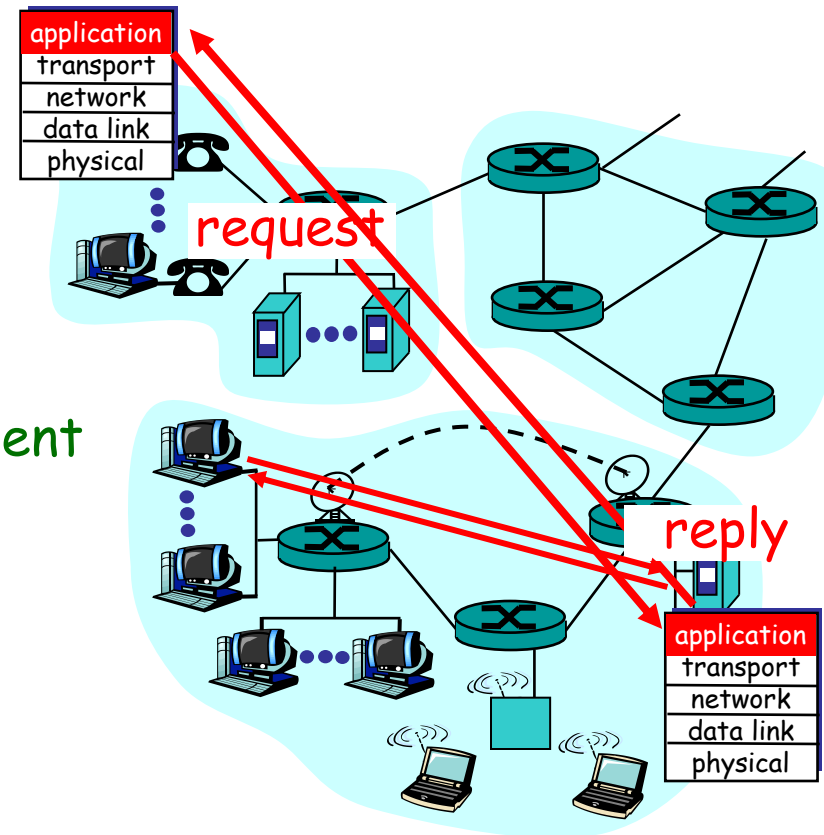 application
transport
network
data link
physical
request
ent
reply
application
transport
network
data link
physical